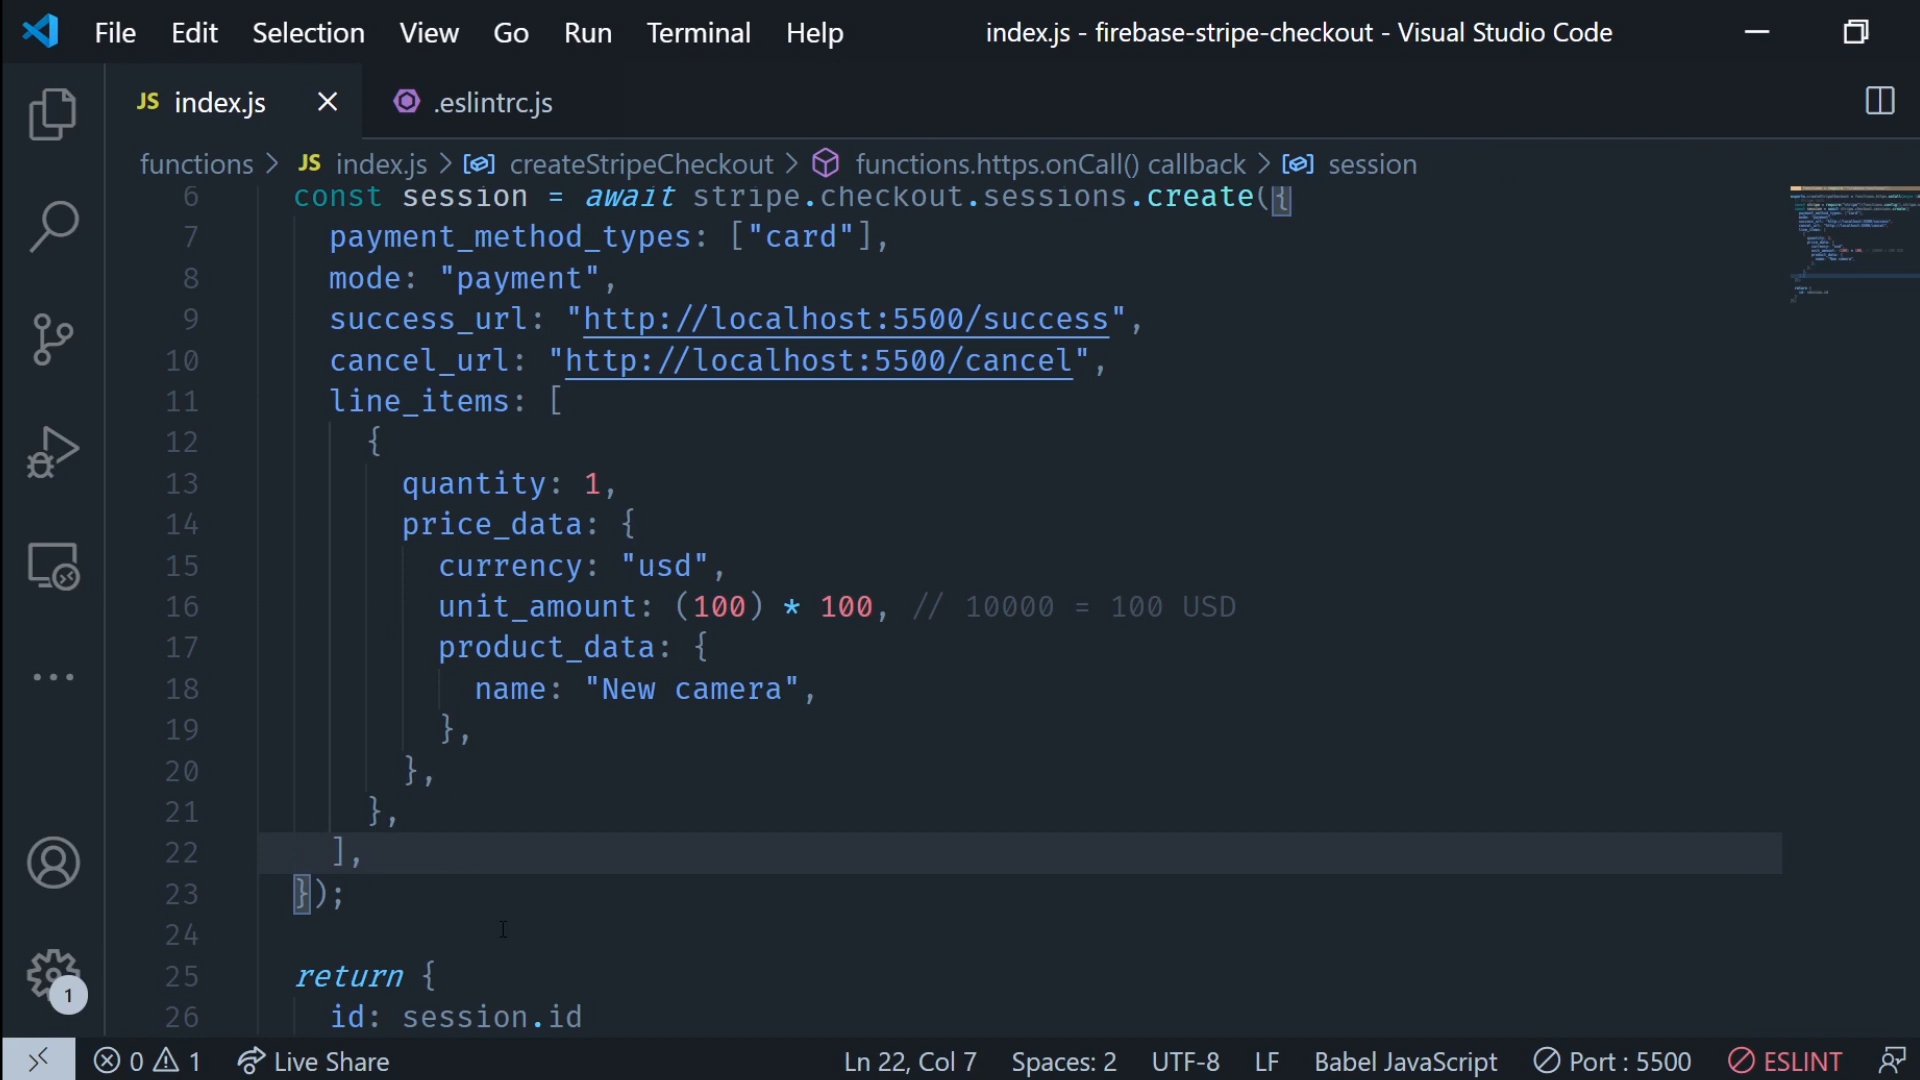 File Edit Selection View Go Run Terminal Help index.js - firebase-stripe-checkout - Visual Studio Code
JS index.js .eslintrc.js
functions > JS index.js > createStripeCheckout > functions.https.onCall() callback > session
6 const session = await stripe.checkout.sessions.create({
7 payment_method_types: ["card"],
8 mode: "payment",
9 success_url: "http://localhost:5500/success",
10 cancel_url: "http://localhost:5500/cancel",
11 line_items: [
12 {
13 quantity: 1,
14 price_data: {
15 currency: "usd",
16 unit_amount: (100) * 100, // 10000 = 100 USD
17 product_data: {
18 name: "New camera",
19 },
20 },
21 },
22 ],
23 });
24
25 return {
26 id: session.id
1
0 1 Live Share Ln 22, Col 7 Spaces: 2 UTF-8 LF Babel JavaScript Port : 5500 ESLINT